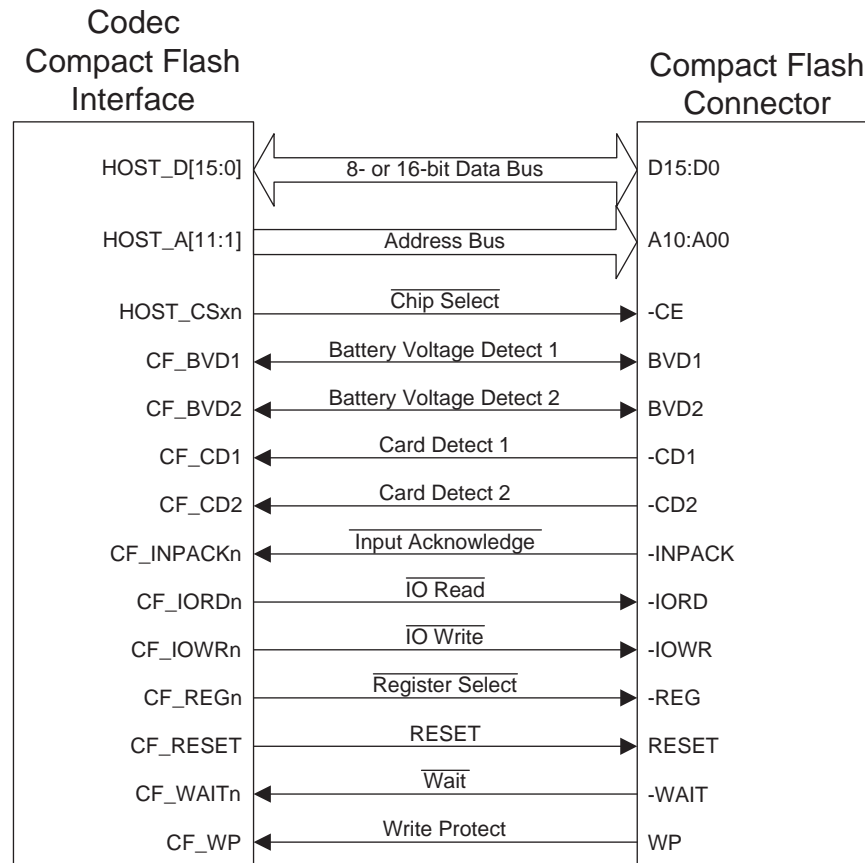 Codec
Compact Flash
Interface
Compact Flash
Connector
HOST_D[15:0]
8- or 16-bit Data Bus
D15:D0
HOST_A[11:1]
Address Bus
A10:A00
HOST_CSxn
Chip Select
-CE
CF_BVD1
Battery Voltage Detect 1
BVD1
CF_BVD2
Battery Voltage Detect 2
BVD2
CF_CD1
Card Detect 1
-CD1
CF_CD2
Card Detect 2
-CD2
CF_INPACKn
Input Acknowledge
-INPACK
CF_IORDn
IO Read
-IORD
CF_IOWRn
IO Write
-IOWR
CF_REGn
Register Select
-REG
CF_RESET
RESET
RESET
CF_WAITn
Wait
-WAIT
CF_WP
Write Protect
WP